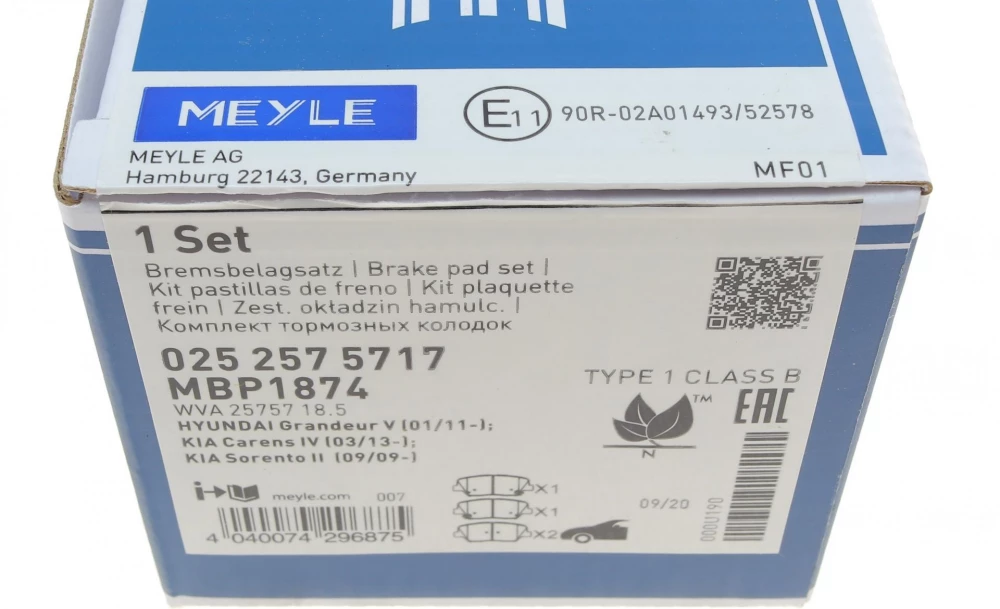 MEYLE
E11 90R-02A01493/52578
MEYLE AG
Hamburg 22143, Germany
MF01
1 Set
Bremsbelagsatz | Brake pad set |
Kit pastillas de freno | Kit plaquette
frein | Zest. okładzin hamulc. |
Комплект тормозных колодок
025 257 5717
MBP1874
WVA 25757 18.5
HYUNDAI Grandeur V (01/11-);
KIA Carens IV (03/13-);
KIA Sorento II (09/09-)
TYPE 1 CLASS B
TM
EAC
N
i
meyle.com 007
X1
X1
X2
09/20
000U190
4 040074 296875